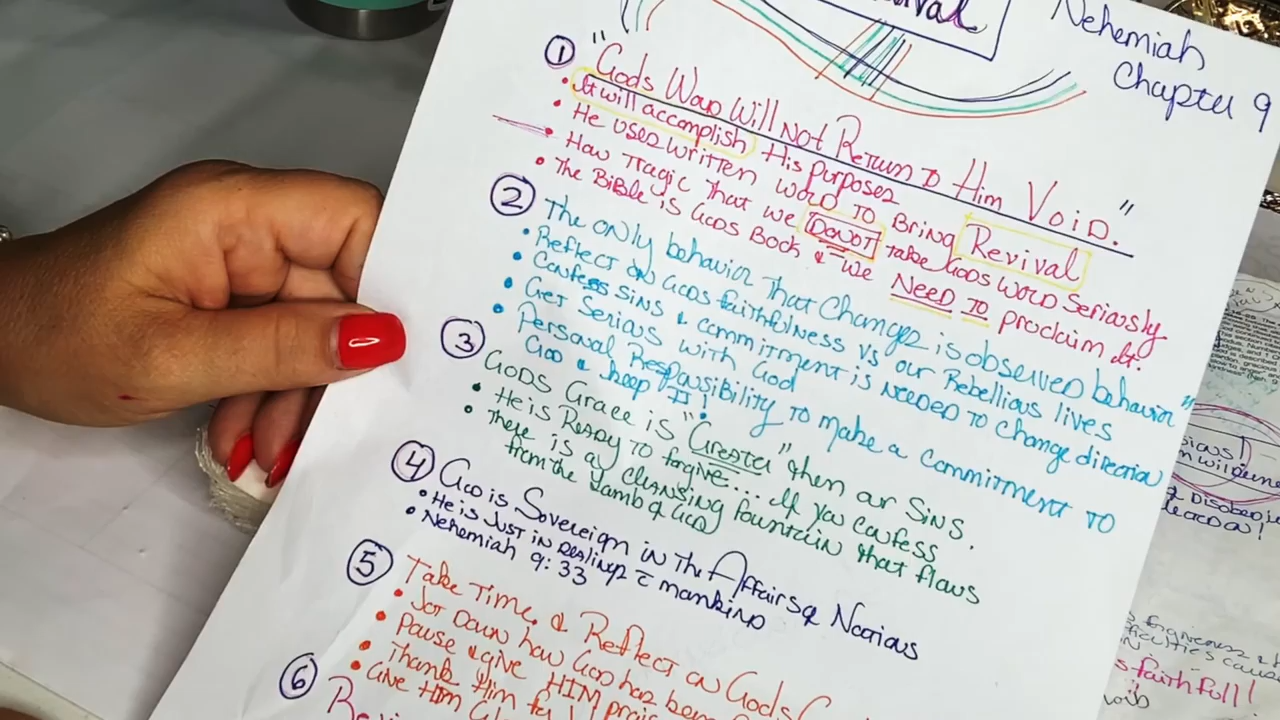 Nehemiah
Chapter 9
① "Gods Word Will Not Return to Him Void."
• It will accomplish His purposes
• He uses written word to Bring Revival
• How Tragic That we DO NOT take Gods word Seriously
• The Bible is Gods Book & we Need To proclaim it.
② The only behavior That Changes is observed behavior"
• Reflect on Gods faithfulness vs our Rebellious lives
• Confess sins & commitment is needed to change direction
• Get Serious with God
• Personal Responsibility to make a commitment to
God & keep it!
③ Gods Grace is "Greater" then our Sins.
• He is Ready to forgive... If you confess
• There is a cleansing fountain that flows
from the Lamb of God
④ God is Sovereign in the Affairs of Nations
• He is Just in dealings c mankind
• Nehemiah 9:33
⑤ Take Time & Reflect on Gods
• Jot Down how God has been
• Pause & give HIM praise
• Thank Him for
• Give Him
⑥
faithfull!